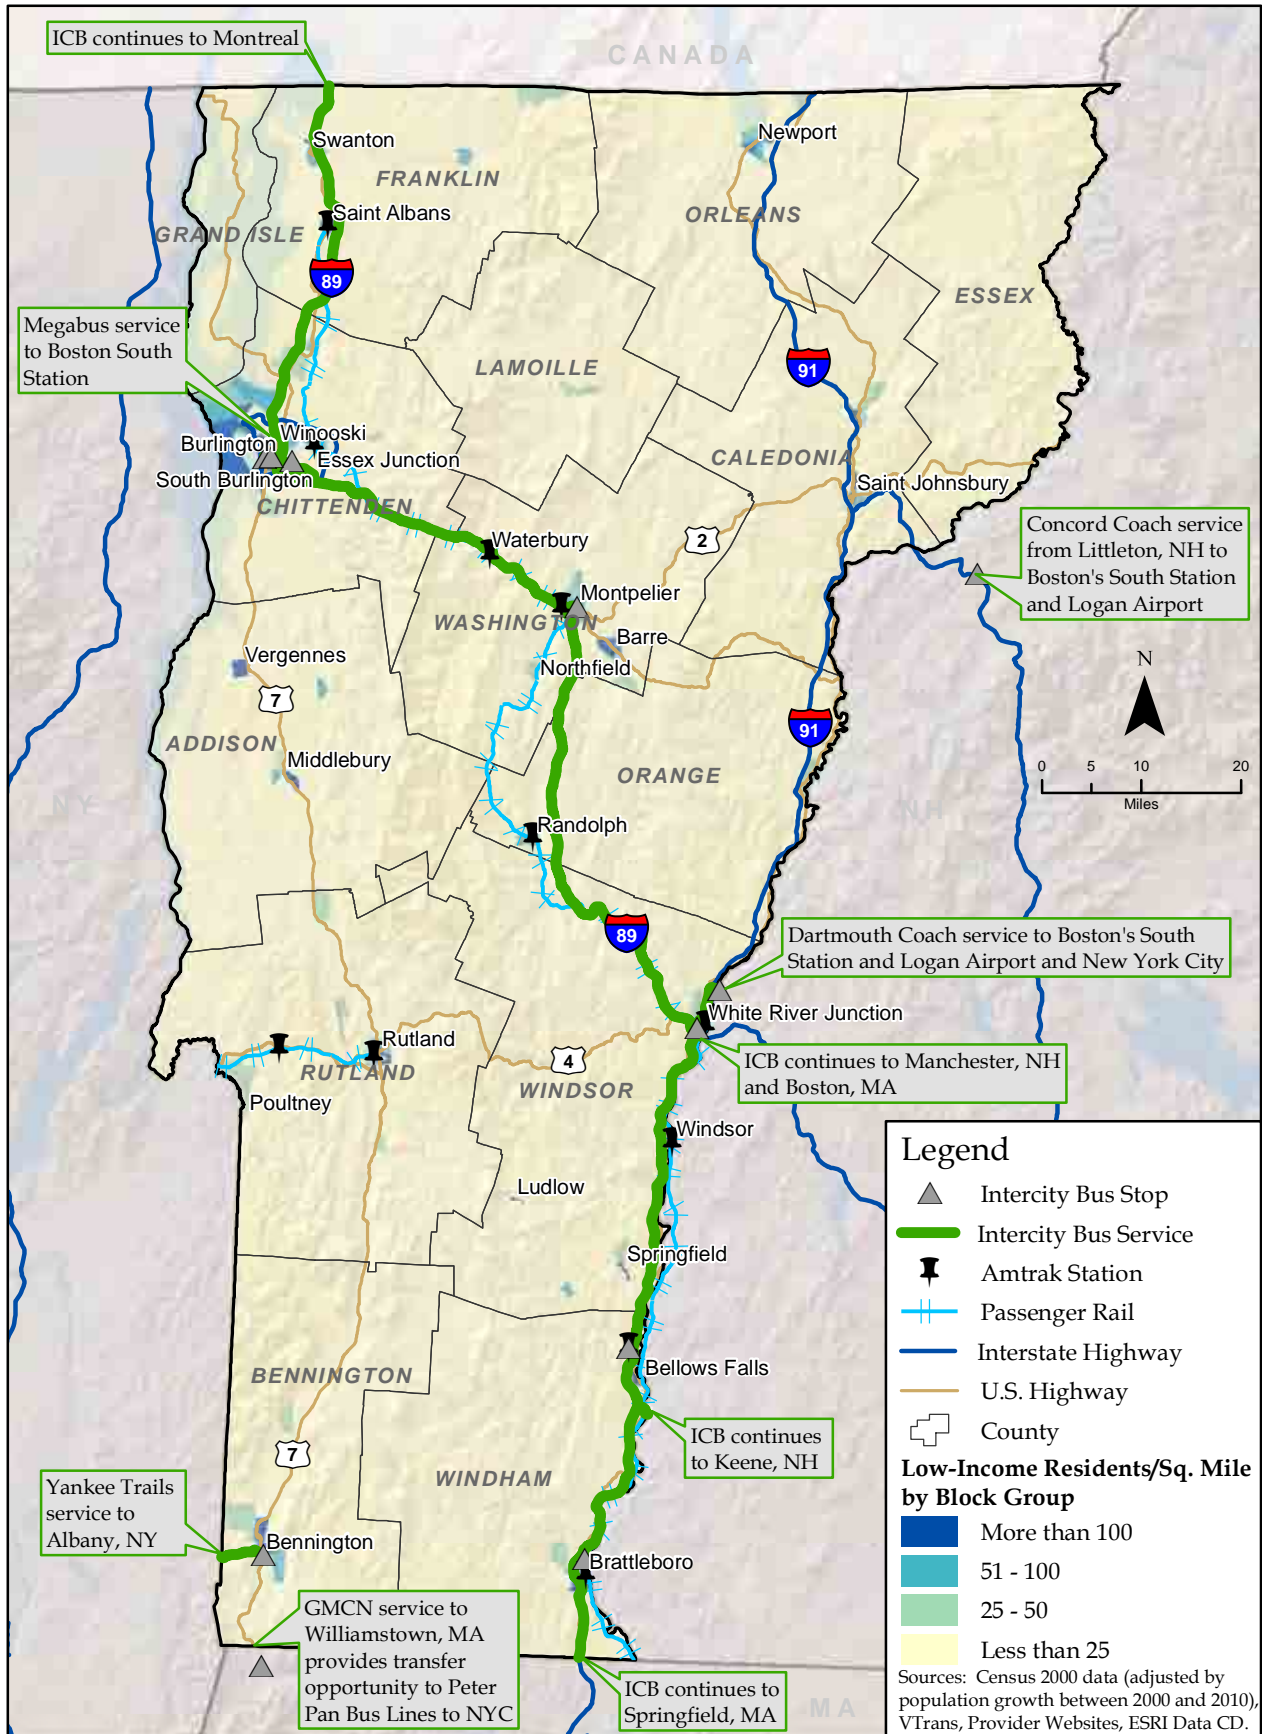 ICB continues to Montreal
CANADA
Swanton
Newport
FRANKLIN
Saint Albans
ORLEANS
GRAND ISLE
89
ESSEX
Megabus service
to Boston South
Station
LAMOILLE
91
Winooski
Burlington
Essex Junction
CALEDONIA
South Burlington
Saint Johnsbury
CHITTENDEN
Concord Coach service
from Littleton, NH to
Boston's South Station
and Logan Airport
2
Waterbury
Montpelier
WASHINGTON
Barre
Vergennes
Northfield
N
7
91
ADDISON
Middlebury
ORANGE
0 5 10 20
Miles
NY
NH
Randolph
89
Dartmouth Coach service to Boston's South
Station and Logan Airport and New York City
White River Junction
Rutland
4
ICB continues to Manchester, NH
and Boston, MA
RUTLAND
WINDSOR
Poultney
Windsor
Ludlow
Springfield
BENNINGTON
Bellows Falls
ICB continues
to Keene, NH
7
WINDHAM
Yankee Trails
service to
Albany, NY
Bennington
Brattleboro
GMCN service to
Williamstown, MA
provides transfer
opportunity to Peter
Pan Bus Lines to NYC
ICB continues to
Springfield, MA
MA
Legend
Intercity Bus Stop
Intercity Bus Service
Amtrak Station
Passenger Rail
Interstate Highway
U.S. Highway
County
Low-Income Residents/Sq. Mile
by Block Group
More than 100
51 - 100
25 - 50
Less than 25
Sources: Census 2000 data (adjusted by
population growth between 2000 and 2010),
VTrans, Provider Websites, ESRI Data CD.